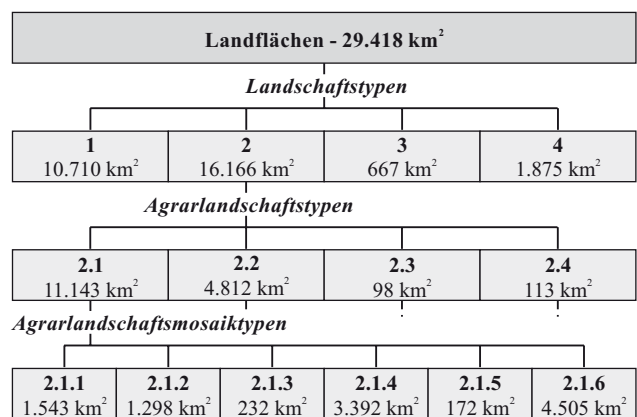 Landflächen - 29.418 km²
Landschaftstypen
1 2 3 4
10.710 km² 16.166 km² 667 km² 1.875 km²
Agrarlandschaftstypen
2.1 2.2 2.3 2.4
11.143 km² 4.812 km² 98 km² 113 km²
Agrarlandschaftsmosaiktypen
2.1.1 2.1.2 2.1.3 2.1.4 2.1.5 2.1.6
1.543 km² 1.298 km² 232 km² 3.392 km² 172 km² 4.505 km²